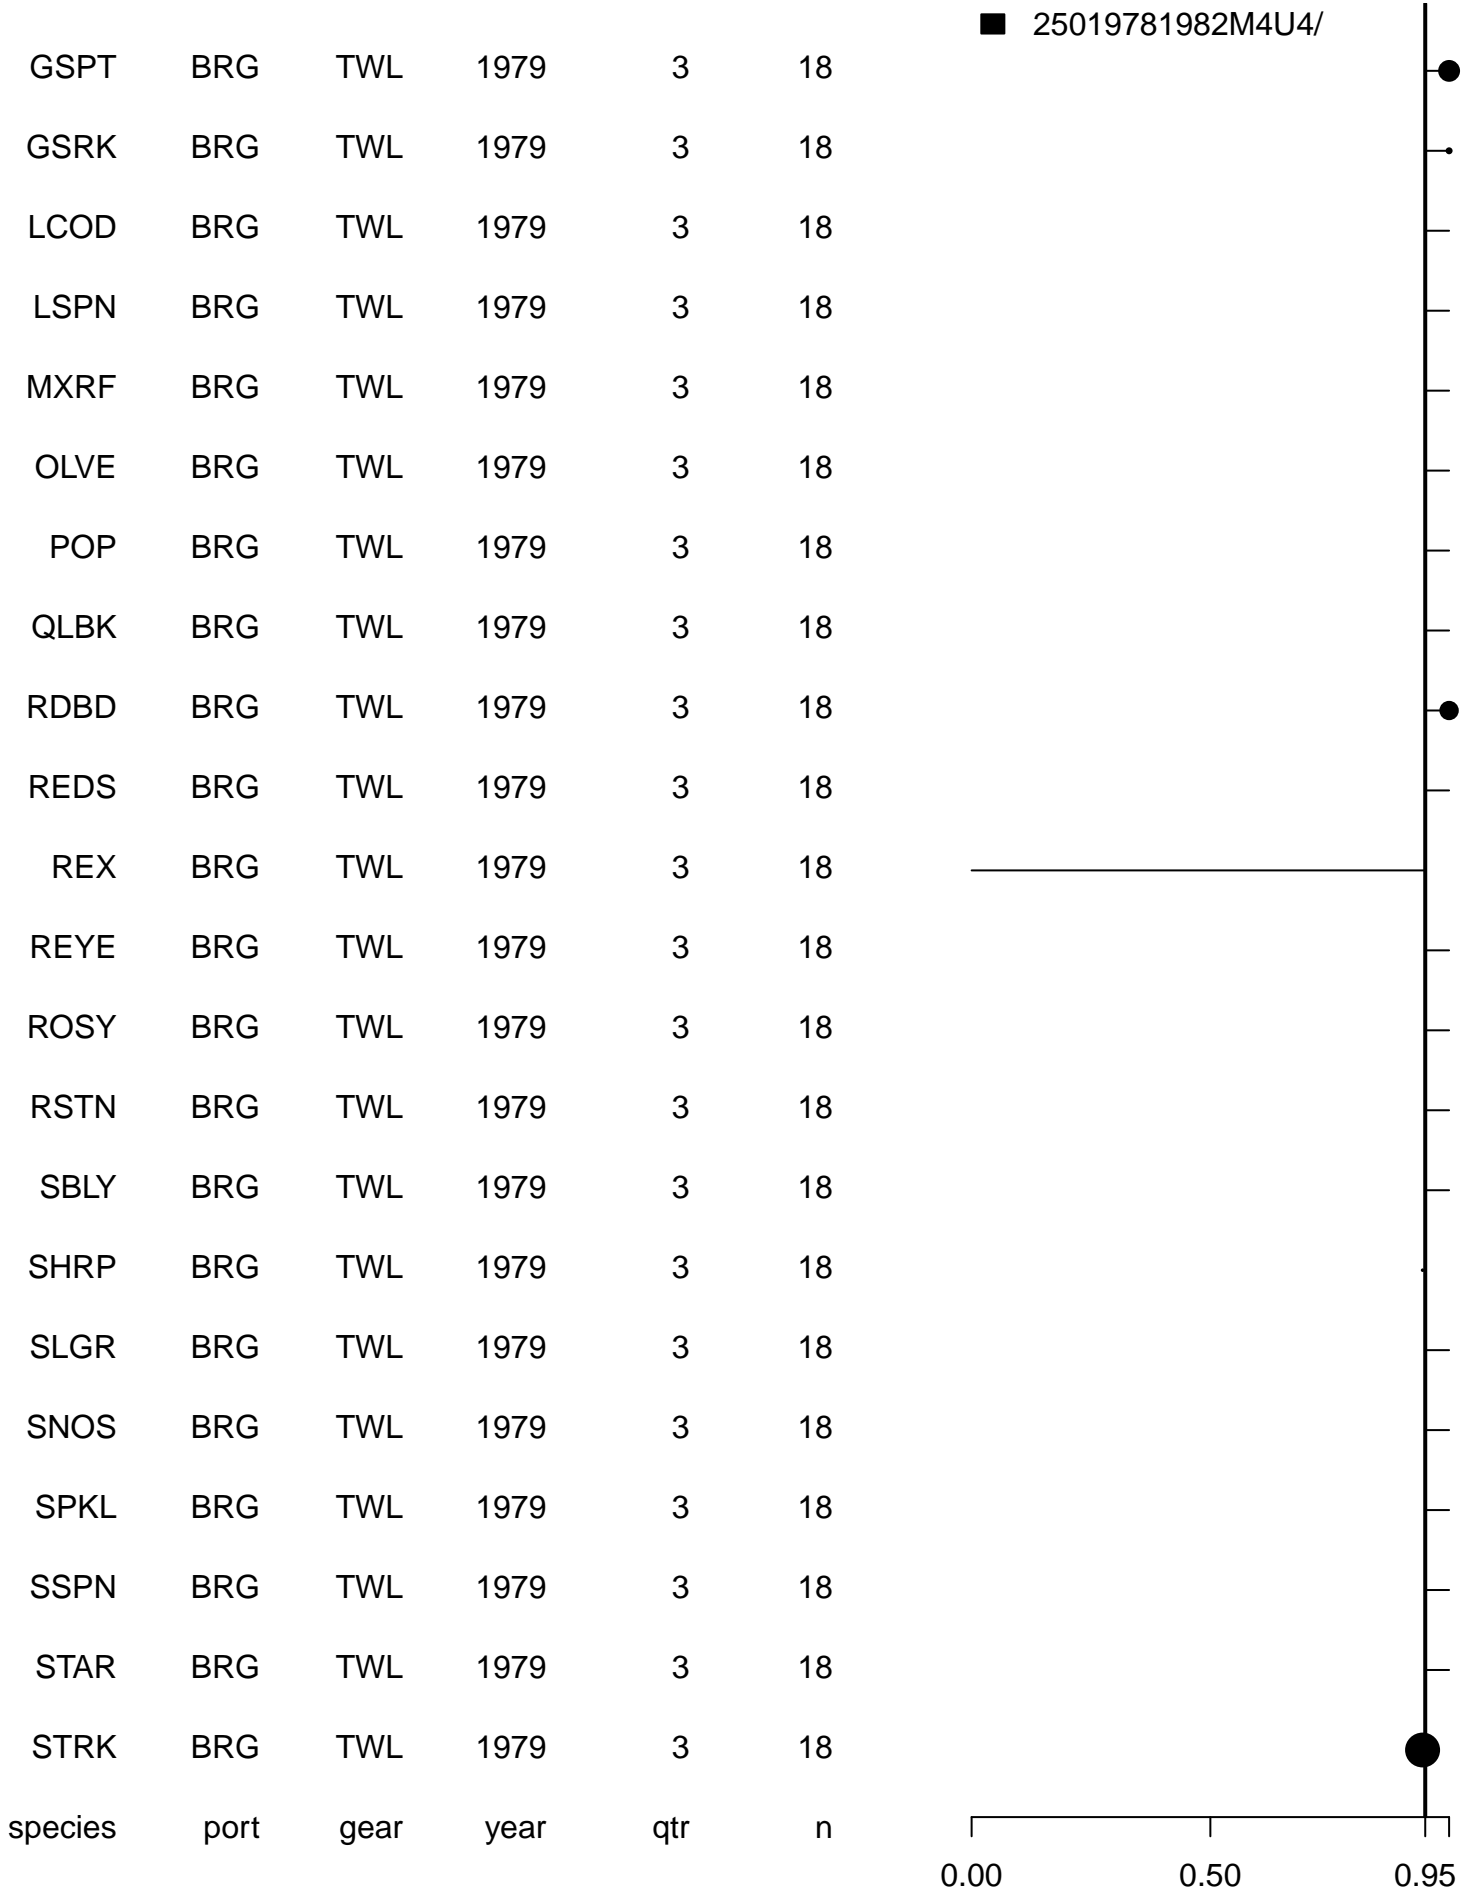 25019781982M4U4/
GSPT BRG TWL 1979 3 18
GSRK BRG TWL 1979 3 18
LCOD BRG TWL 1979 3 18
LSPN BRG TWL 1979 3 18
MXRF BRG TWL 1979 3 18
OLVE BRG TWL 1979 3 18
POP BRG TWL 1979 3 18
QLBK BRG TWL 1979 3 18
RDBD BRG TWL 1979 3 18
REDS BRG TWL 1979 3 18
REX BRG TWL 1979 3 18
REYE BRG TWL 1979 3 18
ROSY BRG TWL 1979 3 18
RSTN BRG TWL 1979 3 18
SBLY BRG TWL 1979 3 18
SHRP BRG TWL 1979 3 18
SLGR BRG TWL 1979 3 18
SNOS BRG TWL 1979 3 18
SPKL BRG TWL 1979 3 18
SSPN BRG TWL 1979 3 18
STAR BRG TWL 1979 3 18
STRK BRG TWL 1979 3 18
species port gear year qtr n
0.00 0.50 0.95